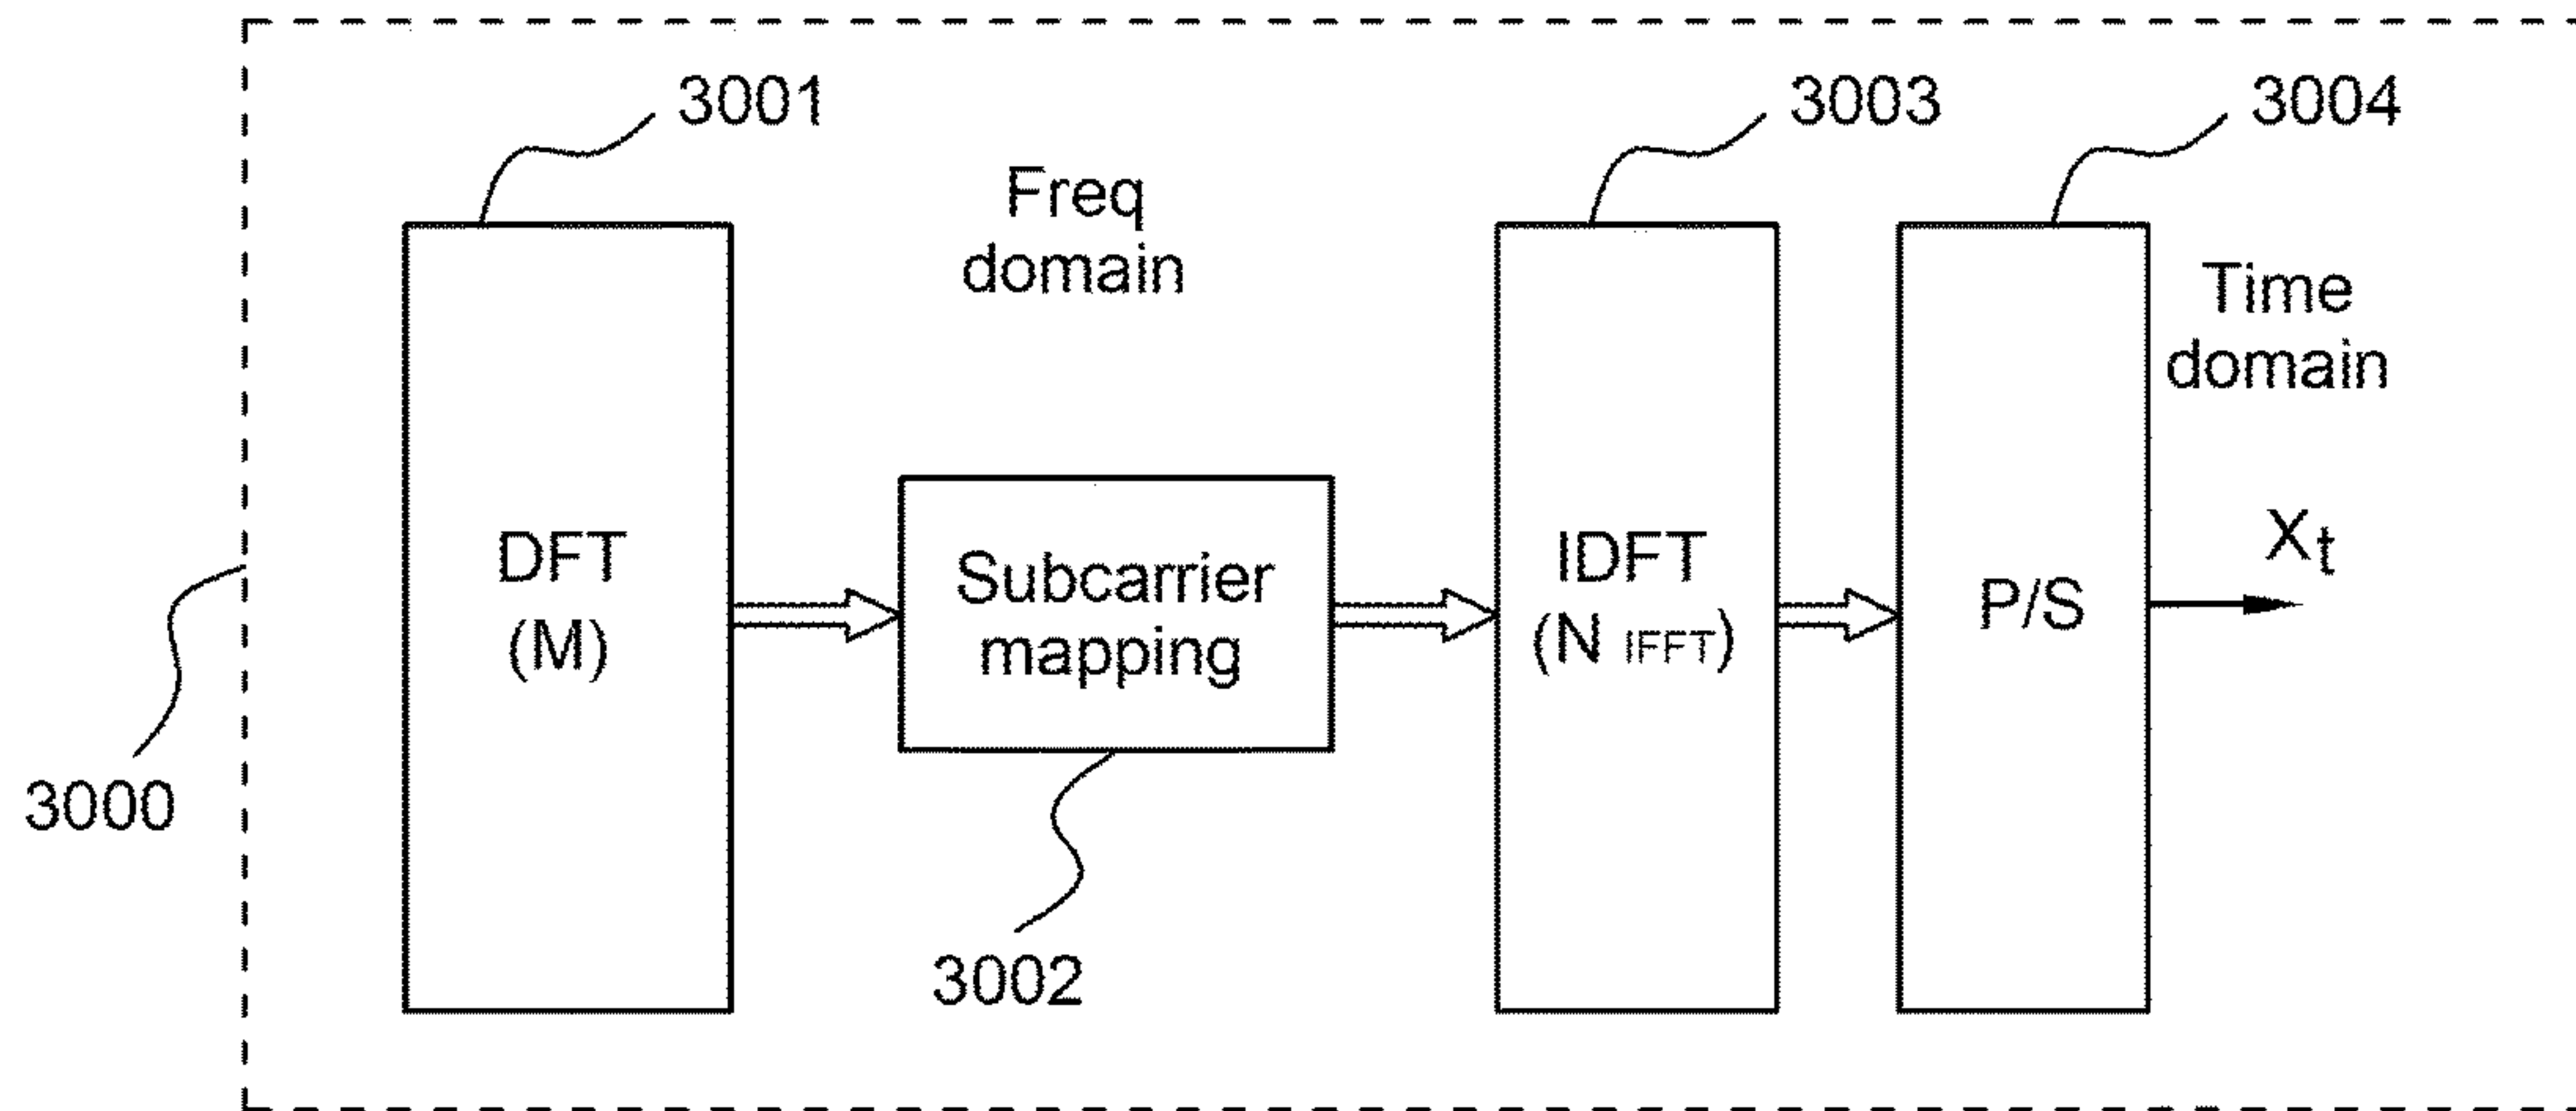 3001
3003
3004
Freq
domain
Time
domain
DFT
(M)
Subcarrier
mapping
IDFT
(N IFFT)
P/S
Xt
3000
3002